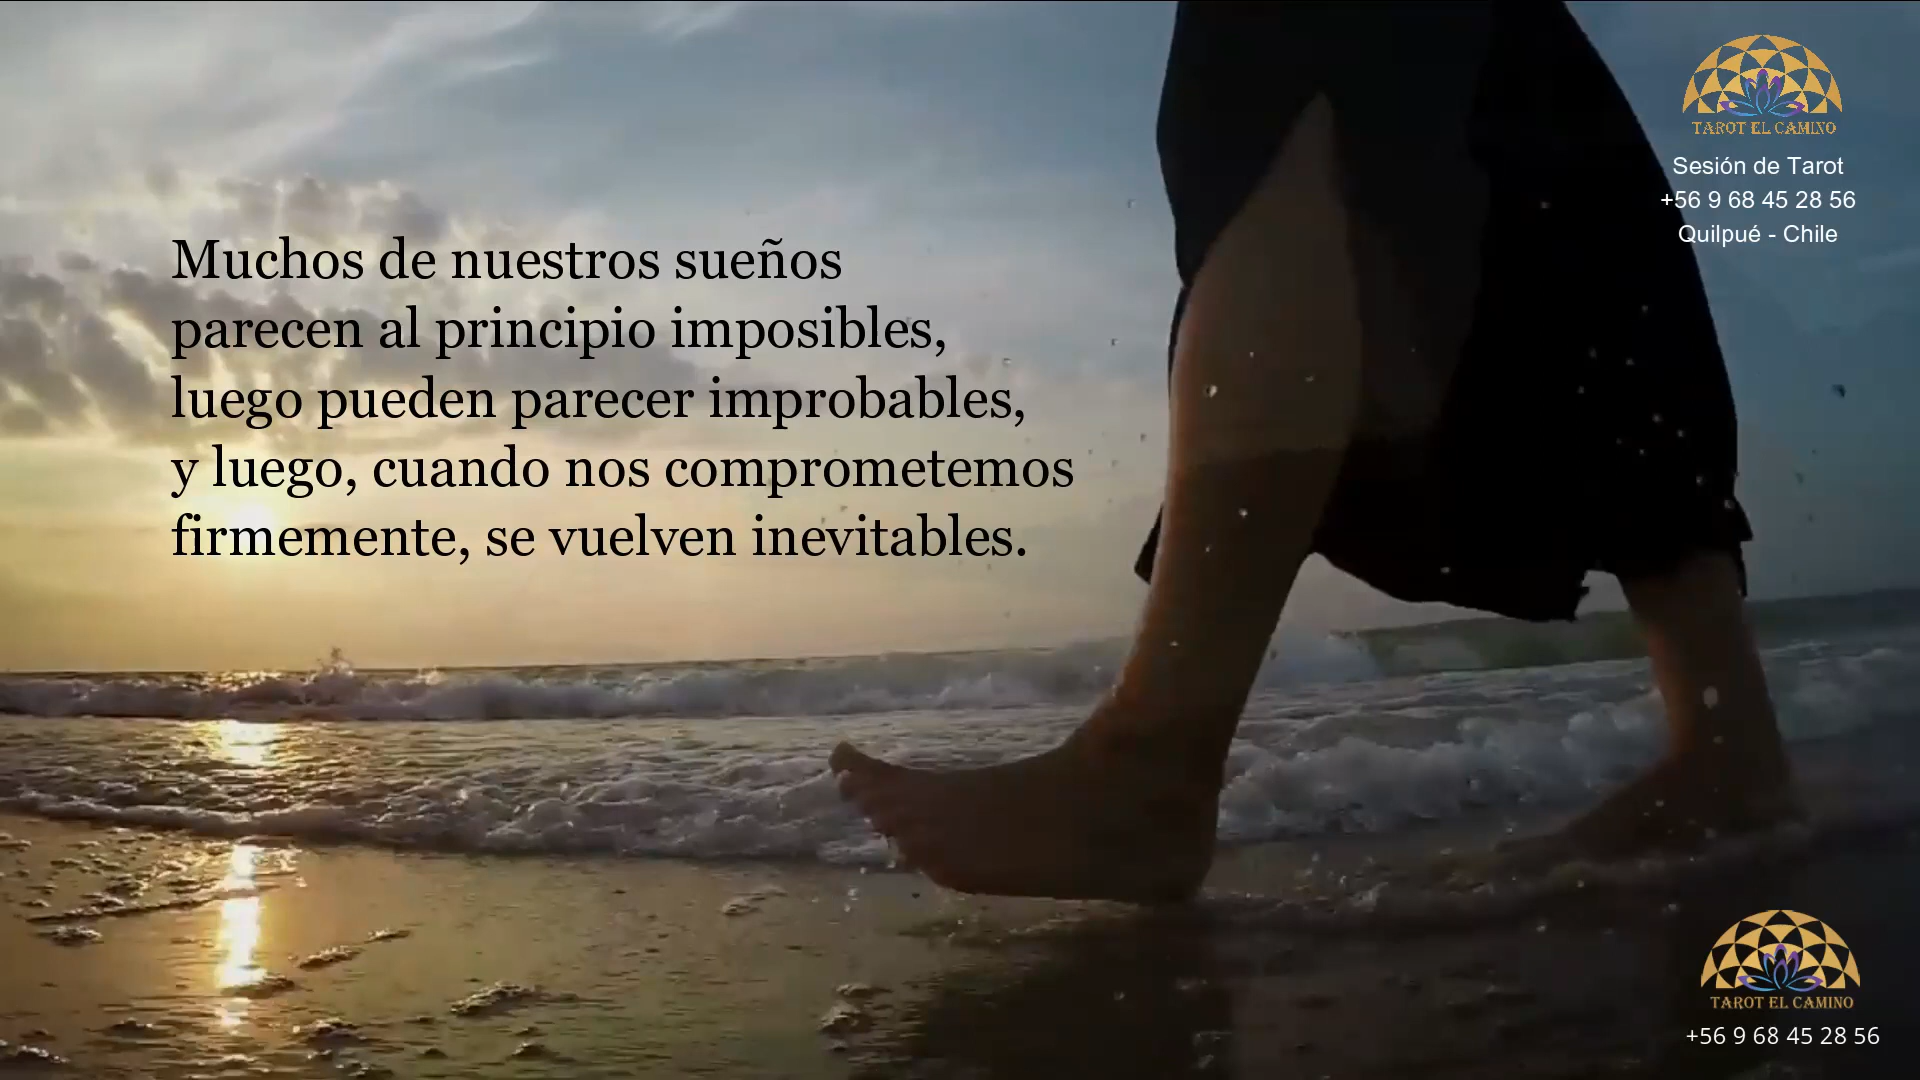 Muchos de nuestros sueños
parecen al principio imposibles,
luego pueden parecer improbables,
y luego, cuando nos comprometemos
firmemente, se vuelven inevitables.
TAROT EL CAMINO
Sesión de Tarot
+56 9 68 45 28 56
Quilpué - Chile
TAROT EL CAMINO
+56 9 68 45 28 56